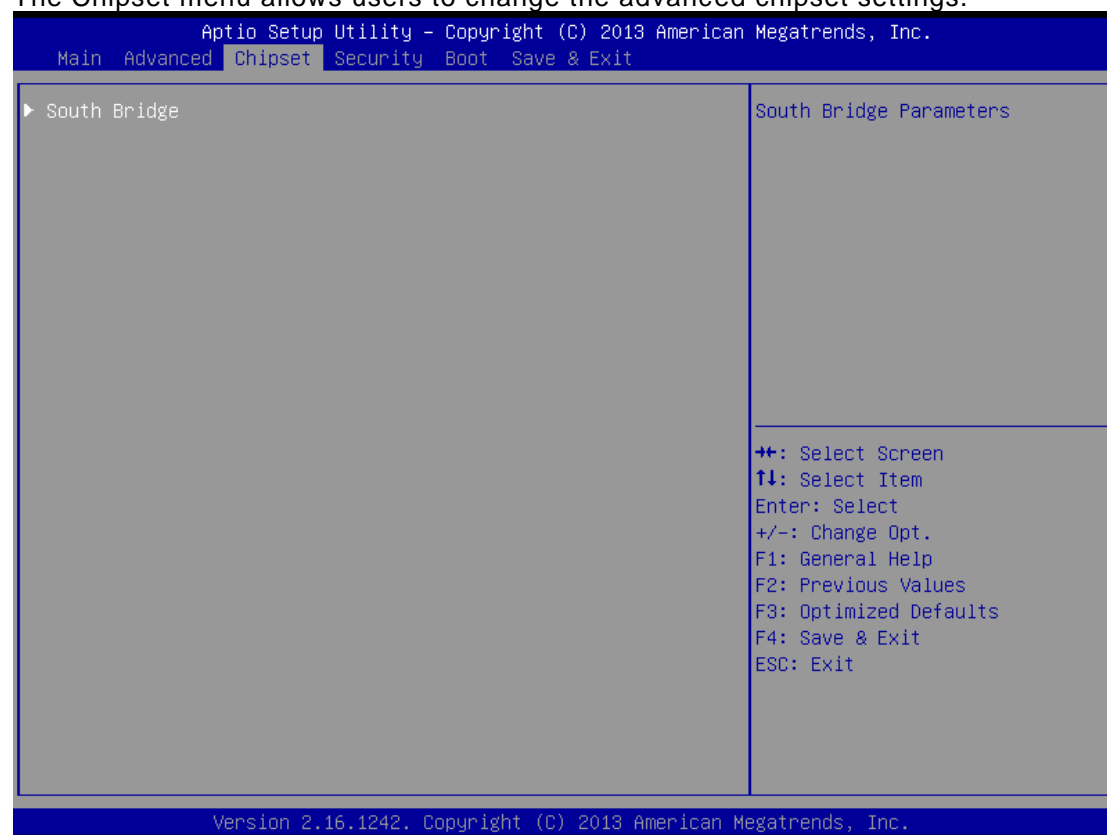 The Chipset menu allows users to change the advanced chipset settings.
Aptio Setup Utility – Copyright (C) 2013 American Megatrends, Inc.
Main Advanced Chipset Security Boot Save & Exit
▶ South Bridge
South Bridge Parameters
→←: Select Screen
↑↓: Select Item
Enter: Select
+/-: Change Opt.
F1: General Help
F2: Previous Values
F3: Optimized Defaults
F4: Save & Exit
ESC: Exit
Version 2.16.1242. Copyright (C) 2013 American Megatrends, Inc.